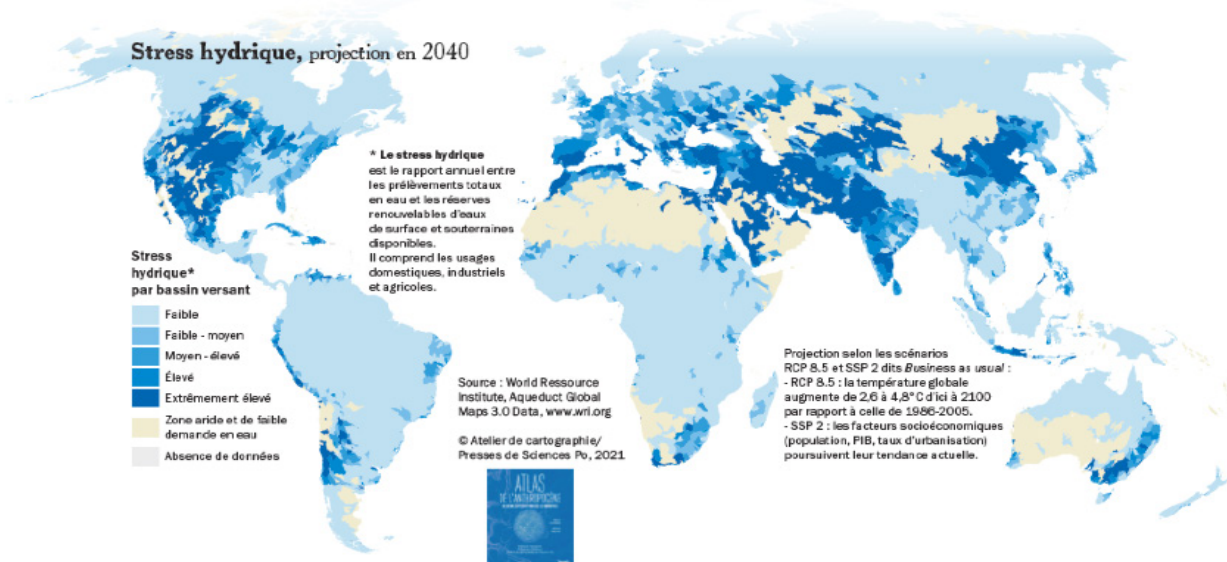 Stress hydrique, projection en 2040
* Le stress hydrique
est le rapport annuel entre
les prélèvements totaux
en eau et les réserves
renouvelables d'eaux
de surface et souterraines
disponibles.
Il comprend les usages
domestiques, industriels
et agricoles.
Stress
hydrique*
par bassin versant
Faible
Faible - moyen
Moyen - élevé
Élevé
Extrêmement élevé
Zone aride et de faible
demande en eau
Absence de données
Source : World Ressource
Institute, Aqueduct Global
Maps 3.0 Data, www.wri.org
© Atelier de cartographie/
Presses de Sciences Po, 2021
ATLAS
DE L'ANTHROPOCÈNE
Projection selon les scénarios
RCP 8.5 et SSP 2 dits Business as usual :
- RCP 8.5 : la température globale
augmente de 2,6 à 4,8°C d'ici à 2100
par rapport à celle de 1986-2005.
- SSP 2 : les facteurs socioéconomiques
(population, PIB, taux d'urbanisation)
poursuivent leur tendance actuelle.